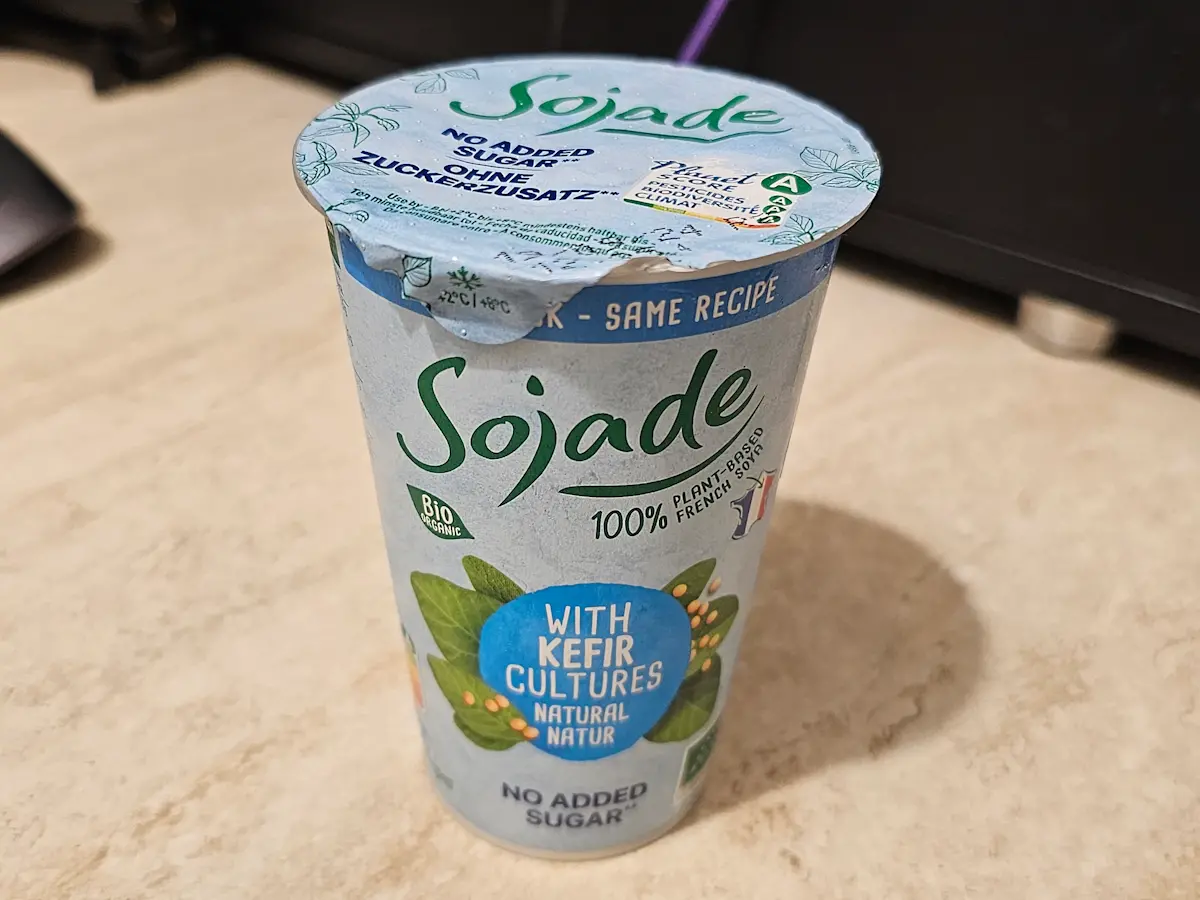 Sojade
NO ADDED
SUGAR**
OHNE
ZUCKERZUSATZ**
Planet
SCORE
PESTICIDES
BIODIVERSITÉ
CLIMAT
A
A
A
A
+2°C | +8°C
K - SAME RECIPE
Sojade
Bio
ORGANIC
100% PLANT-BASED
FRENCH SOYA
WITH
KEFIR
CULTURES
NATURAL
NATUR
NO ADDED
SUGAR**